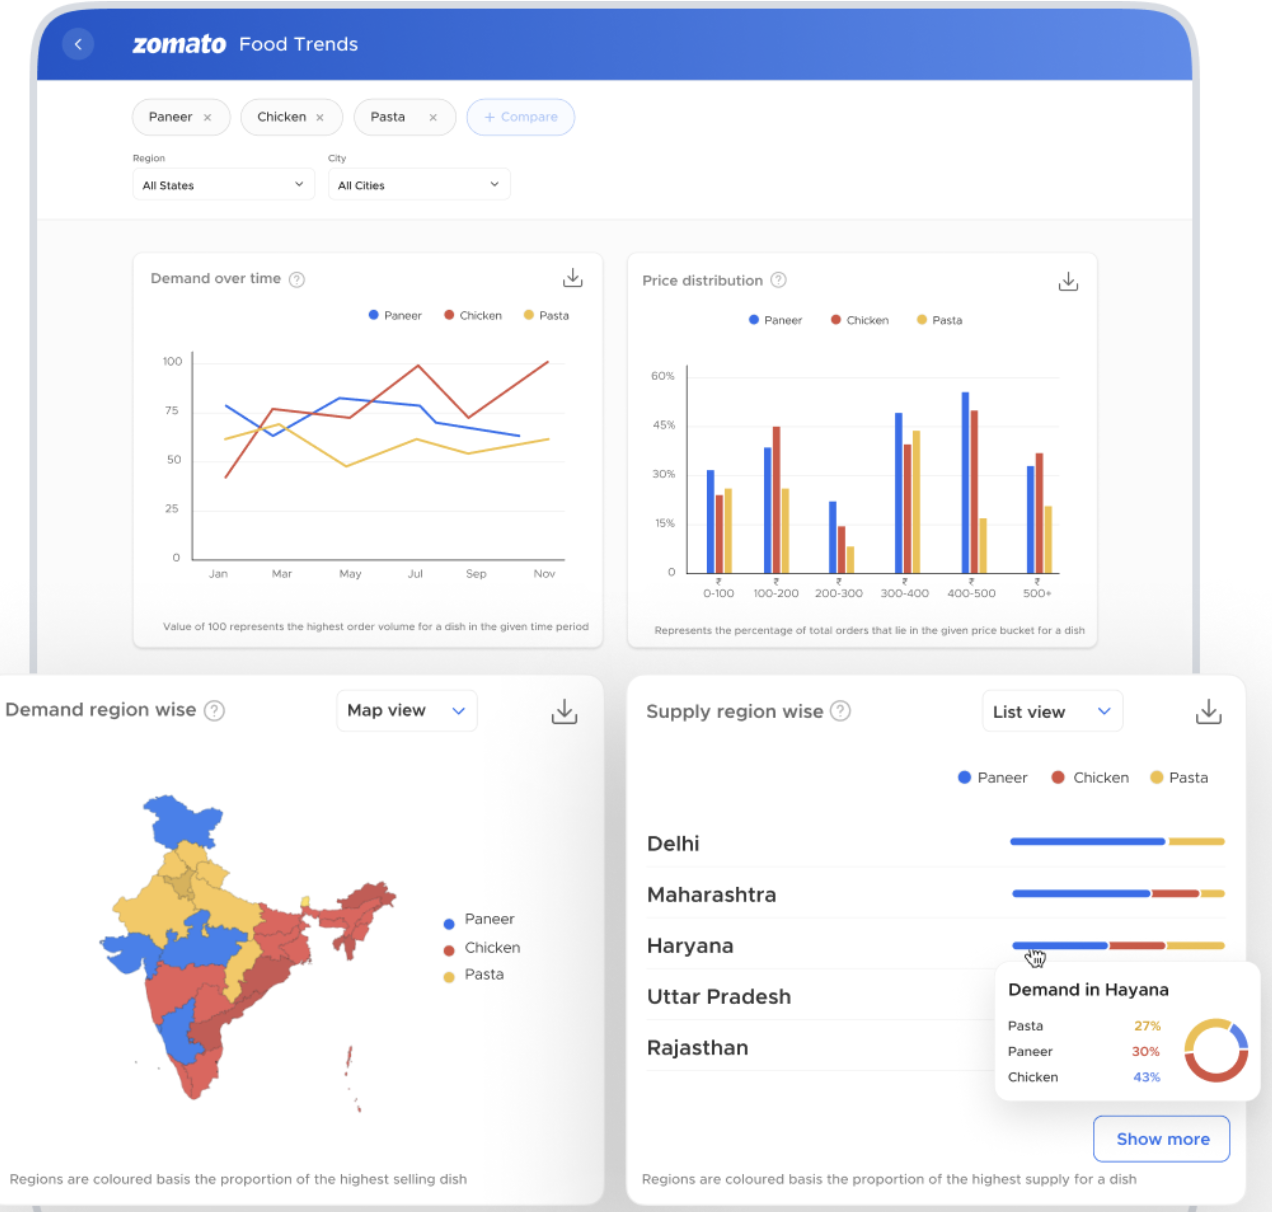 zomato Food Trends
Paneer × Chicken × Pasta × + Compare
Region City
All States All Cities
Demand over time ?
Paneer Chicken Pasta
100
75
50
25
0
Jan Mar May Jul Sep Nov
Value of 100 represents the highest order volume for a dish in the given time period
Price distribution ?
Paneer Chicken Pasta
60%
45%
30%
15%
0
₹ ₹ ₹ ₹ ₹ ₹
0-100 100-200 200-300 300-400 400-500 500+
Represents the percentage of total orders that lie in the given price bucket for a dish
Demand region wise ? Map view
Paneer
Chicken
Pasta
Regions are coloured basis the proportion of the highest selling dish
Supply region wise ? List view
Paneer Chicken Pasta
Delhi
Maharashtra
Haryana
Uttar Pradesh
Rajasthan
Demand in Hayana
Pasta 27%
Paneer 30%
Chicken 43%
Show more
Regions are coloured basis the proportion of the highest supply for a dish